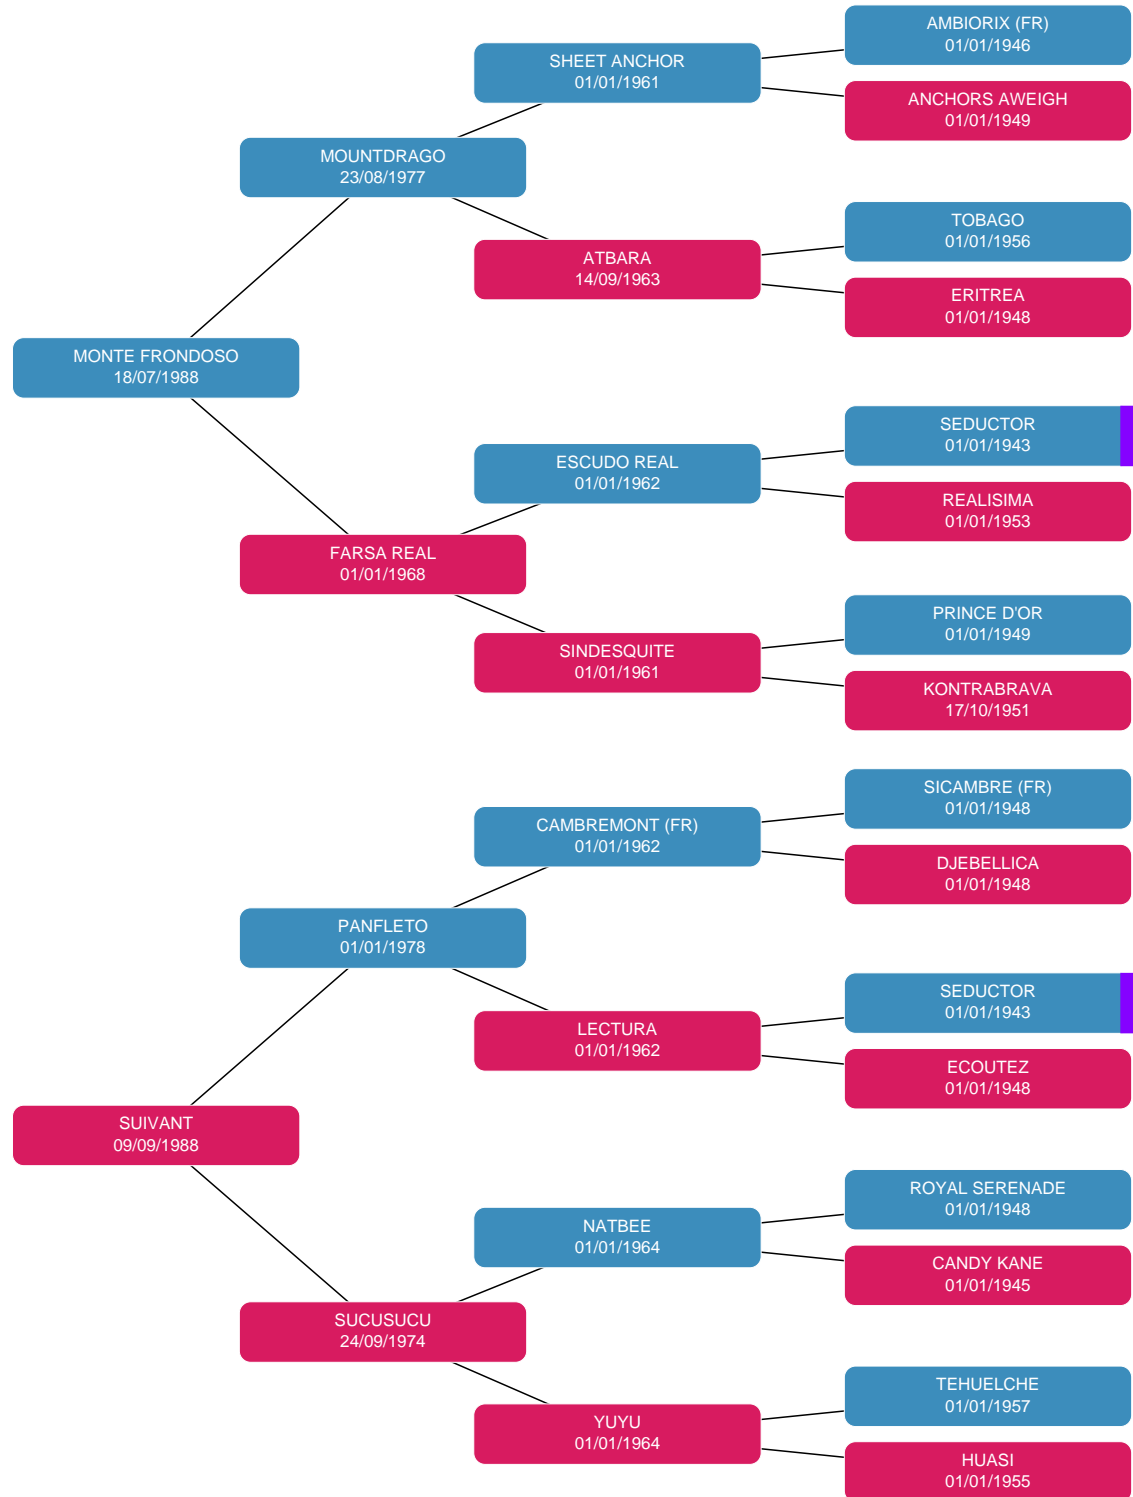 AMBIORIX (FR)
01/01/1946
SHEET ANCHOR
01/01/1961
ANCHORS AWEIGH
01/01/1949
MOUNTDRAGO
23/08/1977
TOBAGO
01/01/1956
ATBARA
14/09/1963
ERITREA
01/01/1948
MONTE FRONDOSO
18/07/1988
SEDUCTOR
01/01/1943
ESCUDO REAL
01/01/1962
REALISIMA
01/01/1953
FARSA REAL
01/01/1968
PRINCE D'OR
01/01/1949
SINDESQUITE
01/01/1961
KONTRABRAVA
17/10/1951
SICAMBRE (FR)
01/01/1948
CAMBREMONT (FR)
01/01/1962
DJEBELLICA
01/01/1948
PANFLETO
01/01/1978
SEDUCTOR
01/01/1943
LECTURA
01/01/1962
ECOUTEZ
01/01/1948
SUIVANT
09/09/1988
ROYAL SERENADE
01/01/1948
NATBEE
01/01/1964
CANDY KANE
01/01/1945
SUCUSUCU
24/09/1974
TEHUELCHE
01/01/1957
YUYU
01/01/1964
HUASI
01/01/1955